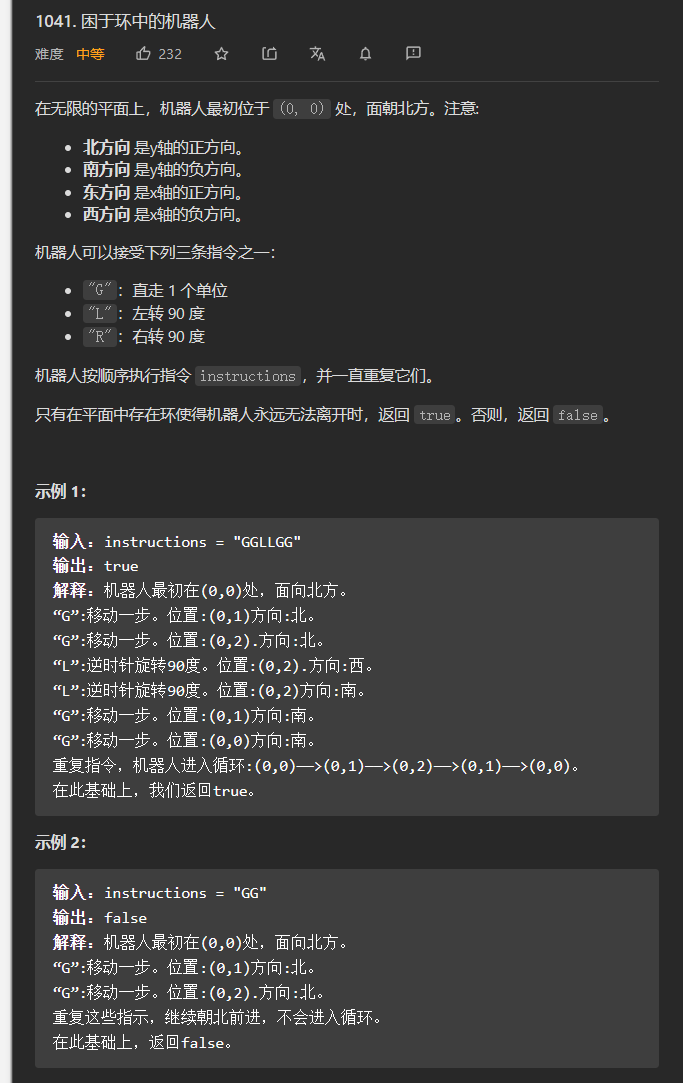 1041. 困于环中的机器人
难度 中等 232
在无限的平面上，机器人最初位于 (0, 0) 处，面朝北方。注意:
北方向 是y轴的正方向。
南方向 是y轴的负方向。
东方向 是x轴的正方向。
西方向 是x轴的负方向。
机器人可以接受下列三条指令之一：
"G"：直走 1 个单位
"L"：左转 90 度
"R"：右转 90 度
机器人按顺序执行指令 instructions，并一直重复它们。
只有在平面中存在环使得机器人永远无法离开时，返回 true。否则，返回 false。
示例 1：
输入：instructions = "GGLLGG"
输出：true
解释：机器人最初在(0,0)处，面向北方。
“G”:移动一步。位置:(0,1)方向:北。
“G”:移动一步。位置:(0,2).方向:北。
“L”:逆时针旋转90度。位置:(0,2).方向:西。
“L”:逆时针旋转90度。位置:(0,2)方向:南。
“G”:移动一步。位置:(0,1)方向:南。
“G”:移动一步。位置:(0,0)方向:南。
重复指令，机器人进入循环:(0,0)——>(0,1)——>(0,2)——>(0,1)——>(0,0)。
在此基础上，我们返回true。
示例 2：
输入：instructions = "GG"
输出：false
解释：机器人最初在(0,0)处，面向北方。
“G”:移动一步。位置:(0,1)方向:北。
“G”:移动一步。位置:(0,2).方向:北。
重复这些指示，继续朝北前进，不会进入循环。
在此基础上，返回false。